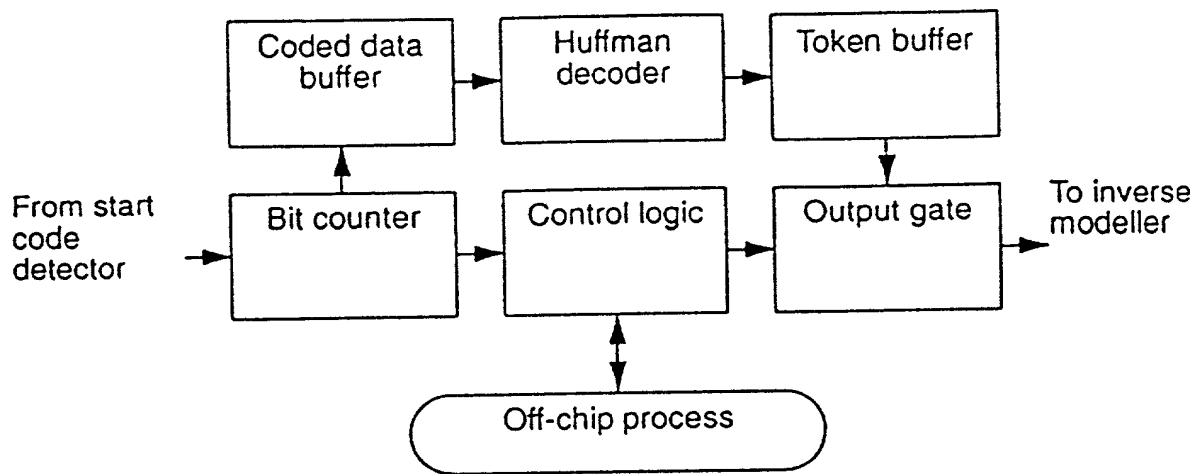 Coded data
buffer
Huffman
decoder
Token buffer
From start
code
detector
Bit counter
Control logic
Output gate
To inverse
modeller
Off-chip process